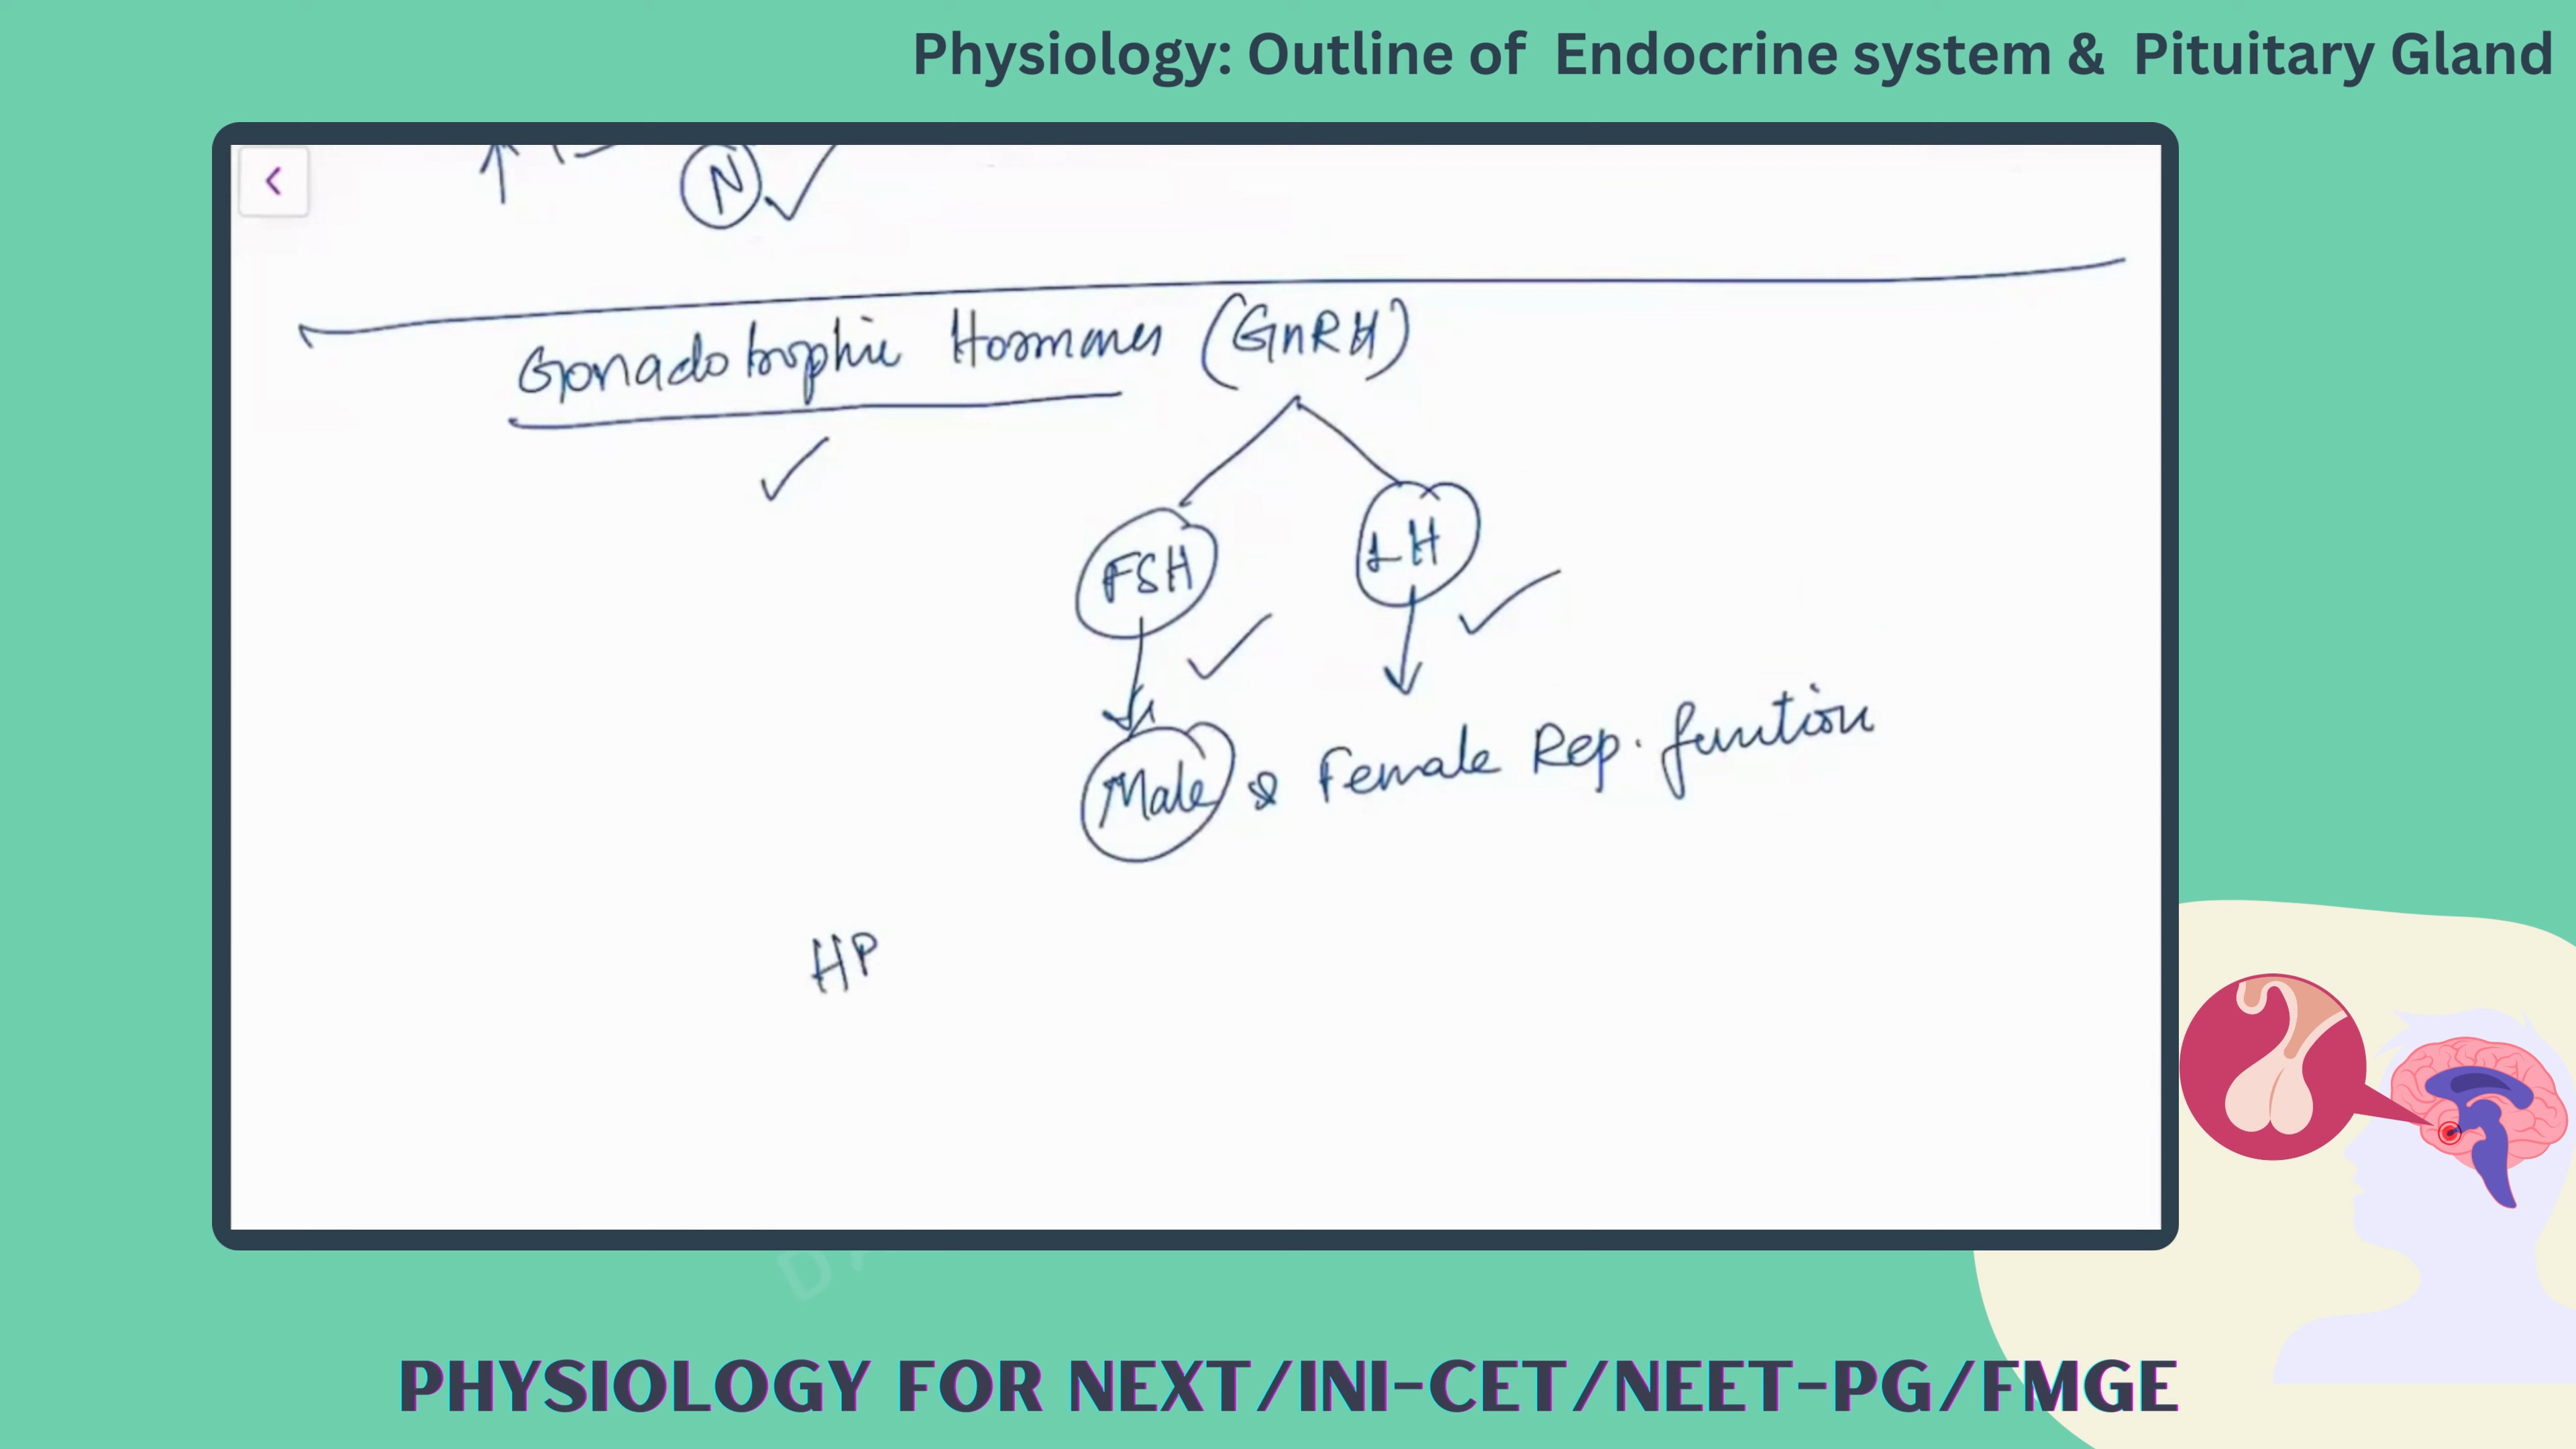 Physiology: Outline of Endocrine system & Pituitary Gland
N
Gonadotrophic Hormones (GnRH)
FSH LH
Male & Female Rep. function
HP
PHYSIOLOGY FOR NEXT/INI-CET/NEET-PG/FMGE